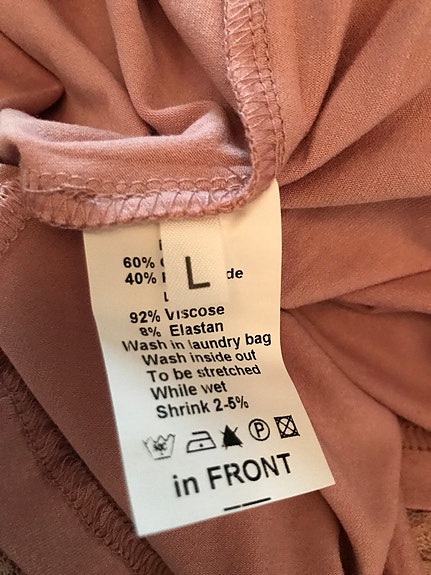 L
60%
40% de
92% Viscose
8% Elastan
Wash in laundry bag
Wash inside out
To be stretched
While wet
Shrink 2-5%
P
in FRONT